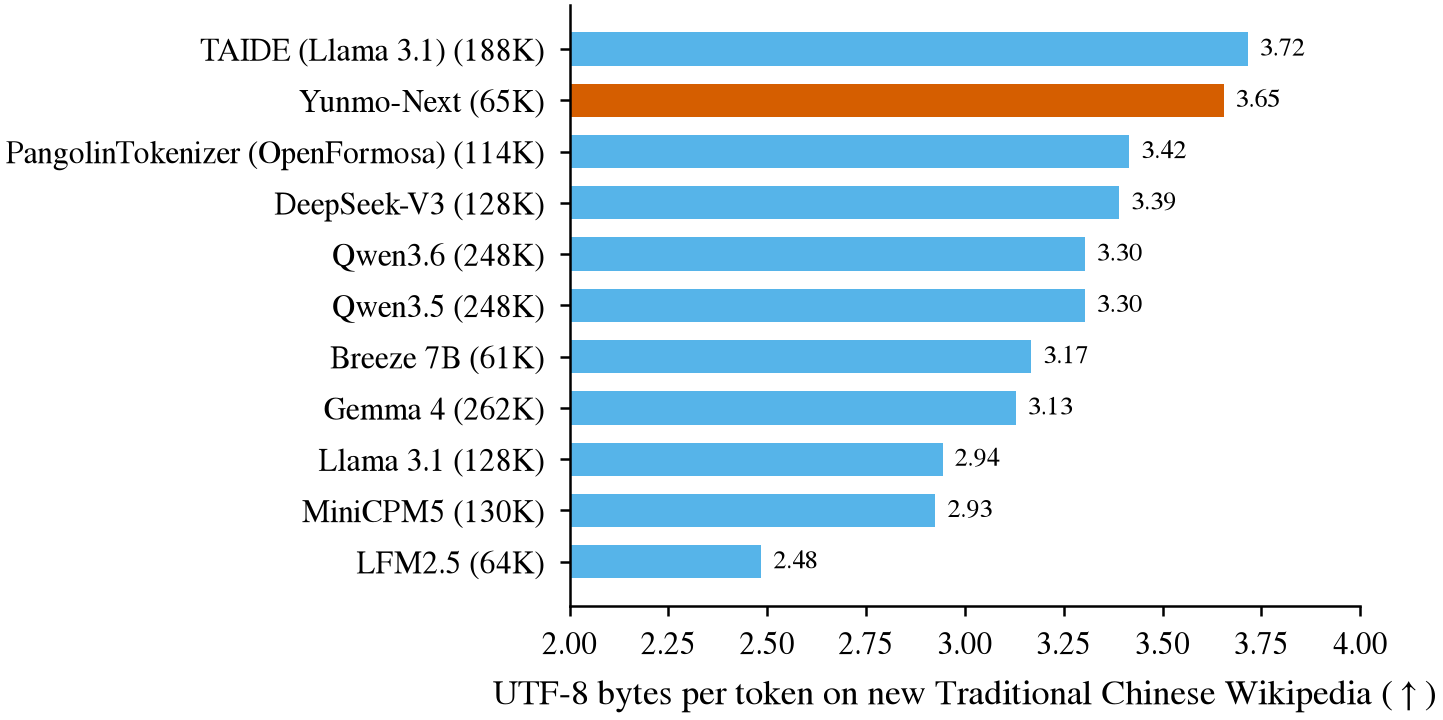 TAIDE (Llama 3.1) (188K) 3.72
Yunmo-Next (65K) 3.65
PangolinTokenizer (OpenFormosa) (114K) 3.42
DeepSeek-V3 (128K) 3.39
Qwen3.6 (248K) 3.30
Qwen3.5 (248K) 3.30
Breeze 7B (61K) 3.17
Gemma 4 (262K) 3.13
Llama 3.1 (128K) 2.94
MiniCPM5 (130K) 2.93
LFM2.5 (64K) 2.48
2.00 2.25 2.50 2.75 3.00 3.25 3.50 3.75 4.00
UTF-8 bytes per token on new Traditional Chinese Wikipedia (↑)